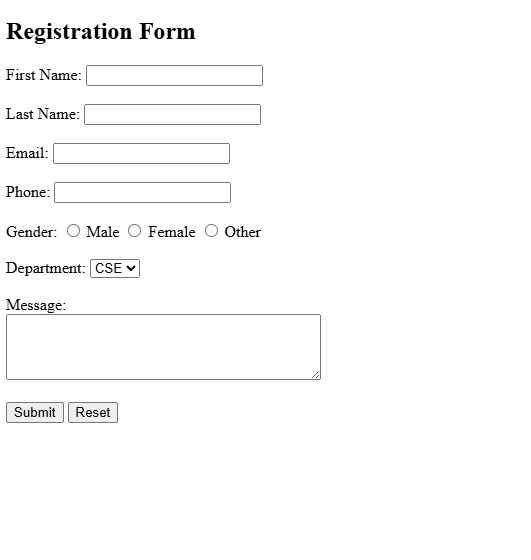 Registration Form
First Name:
Last Name:
Email:
Phone:
Gender: Male Female Other
Department: CSE
Message:
Submit Reset